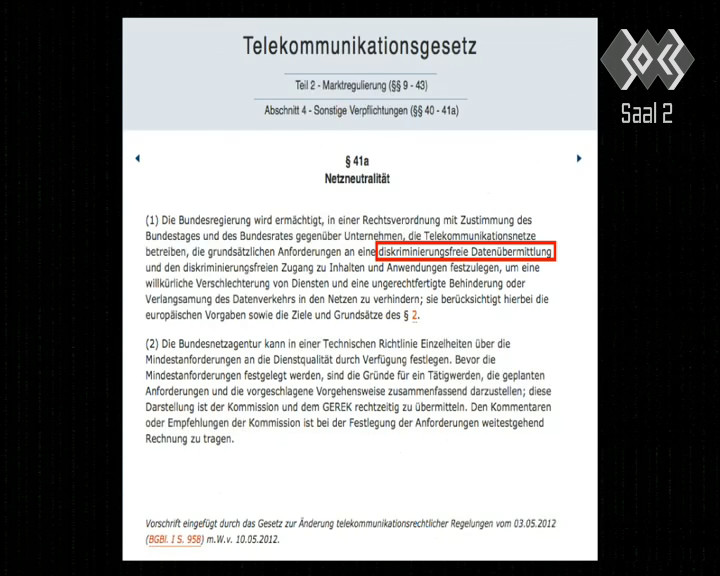 Telekommunikationsgesetz
Teil 2 - Marktregulierung (§§ 9 - 43)
Abschnitt 4 - Sonstige Verpflichtungen (§§ 40 - 41a)
Saal 2
§ 41a
Netzneutralität
(1) Die Bundesregierung wird ermächtigt, in einer Rechtsverordnung mit Zustimmung des
Bundestages und des Bundesrates gegenüber Unternehmen, die Telekommunikationsnetze
betreiben, die grundsätzlichen Anforderungen an eine diskriminierungsfreie Datenübermittlung
und den diskriminierungsfreien Zugang zu Inhalten und Anwendungen festzulegen, um eine
willkürliche Verschlechterung von Diensten und eine ungerechtfertigte Behinderung oder
Verlangsamung des Datenverkehrs in den Netzen zu verhindern; sie berücksichtigt hierbei die
europäischen Vorgaben sowie die Ziele und Grundsätze des § 2.
(2) Die Bundesnetzagentur kann in einer Technischen Richtlinie Einzelheiten über die
Mindestanforderungen an die Dienstqualität durch Verfügung festlegen. Bevor die
Mindestanforderungen festgelegt werden, sind die Gründe für ein Tätigwerden, die geplanten
Anforderungen und die vorgeschlagene Vorgehensweise zusammenfassend darzustellen; diese
Darstellung ist der Kommission und dem GEREK rechtzeitig zu übermitteln. Den Kommentaren
oder Empfehlungen der Kommission ist bei der Festlegung der Anforderungen weitestgehend
Rechnung zu tragen.
Vorschrift eingefügt durch das Gesetz zur Änderung telekommunikationsrechtlicher Regelungen vom 03.05.2012
(BGBl. I S. 958) m.W.v. 10.05.2012.